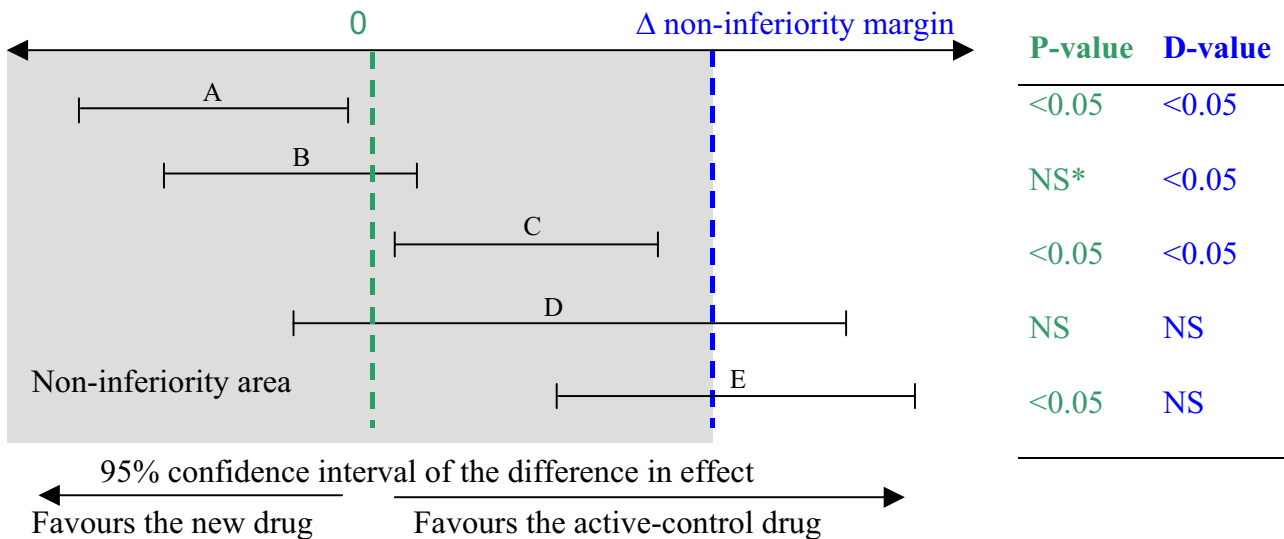 0
Δ non-inferiority margin
P-value D-value
A
<0.05 <0.05
B
NS* <0.05
C
<0.05 <0.05
D
NS NS
Non-inferiority area
E
<0.05 NS
95% confidence interval of the difference in effect
Favours the new drug
Favours the active-control drug